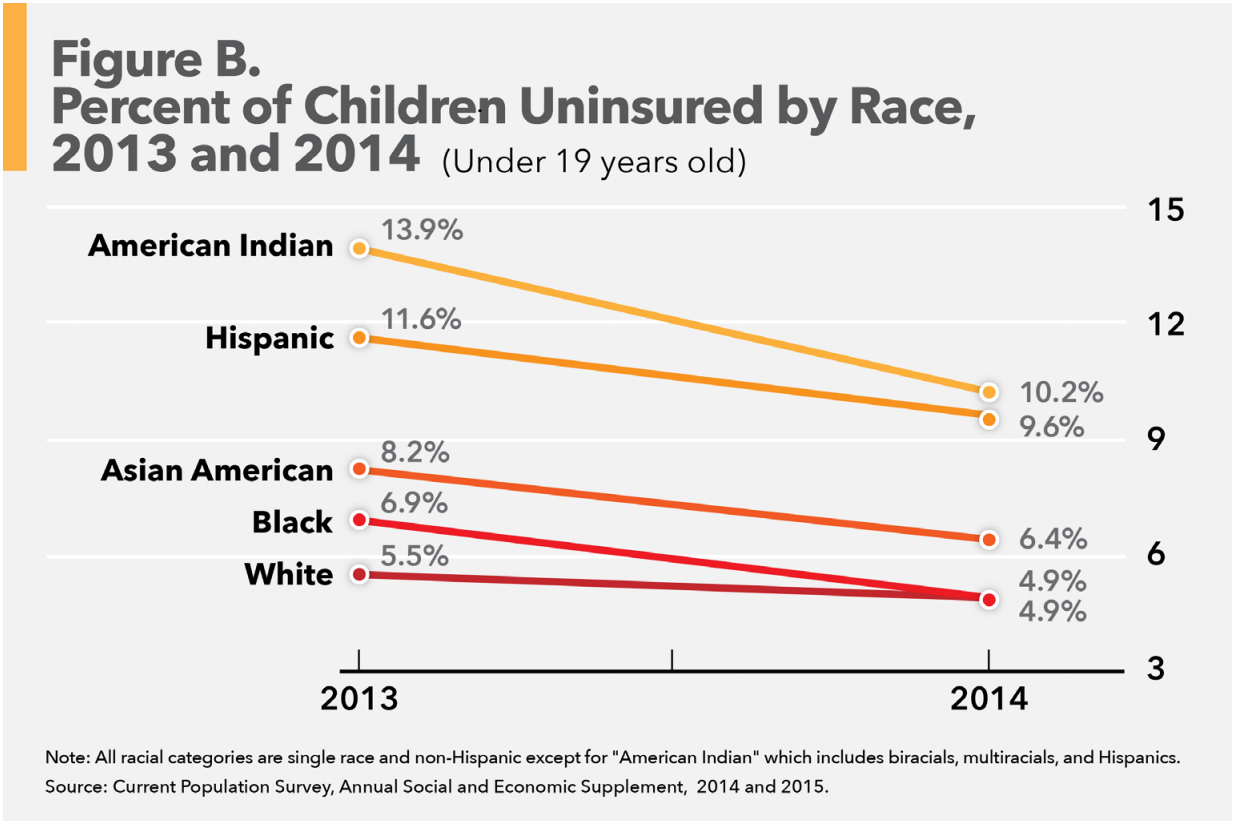 Figure B.
Percent of Children Uninsured by Race,
2013 and 2014 (Under 19 years old)
15
American Indian 13.9%
12
Hispanic 11.6%
10.2%
9.6%
9
Asian American 8.2%
Black 6.9%
6.4%
6
White 5.5%
4.9%
4.9%
3
2013 2014
Note: All racial categories are single race and non-Hispanic except for "American Indian" which includes biracials, multiracials, and Hispanics.
Source: Current Population Survey, Annual Social and Economic Supplement, 2014 and 2015.